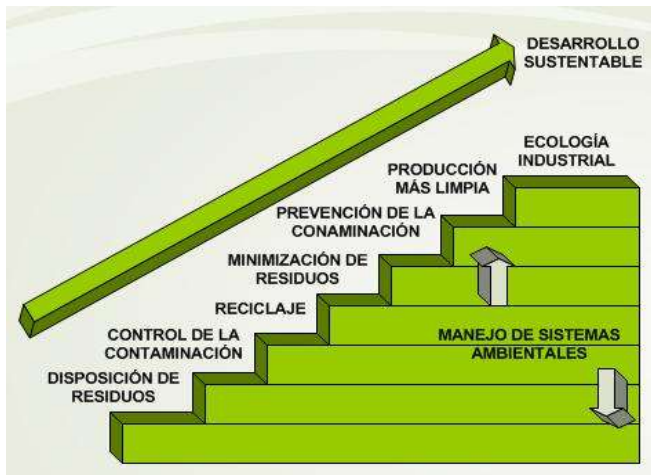 DESARROLLO
SUSTENTABLE
ECOLOGÍA
INDUSTRIAL
PRODUCCIÓN
MÁS LIMPIA
PREVENCIÓN DE LA
CONAMINACIÓN
MINIMIZACIÓN DE
RESIDUOS
RECICLAJE
CONTROL DE LA
CONTAMINACIÓN
MANEJO DE SISTEMAS
AMBIENTALES
DISPOSICIÓN DE
RESIDUOS